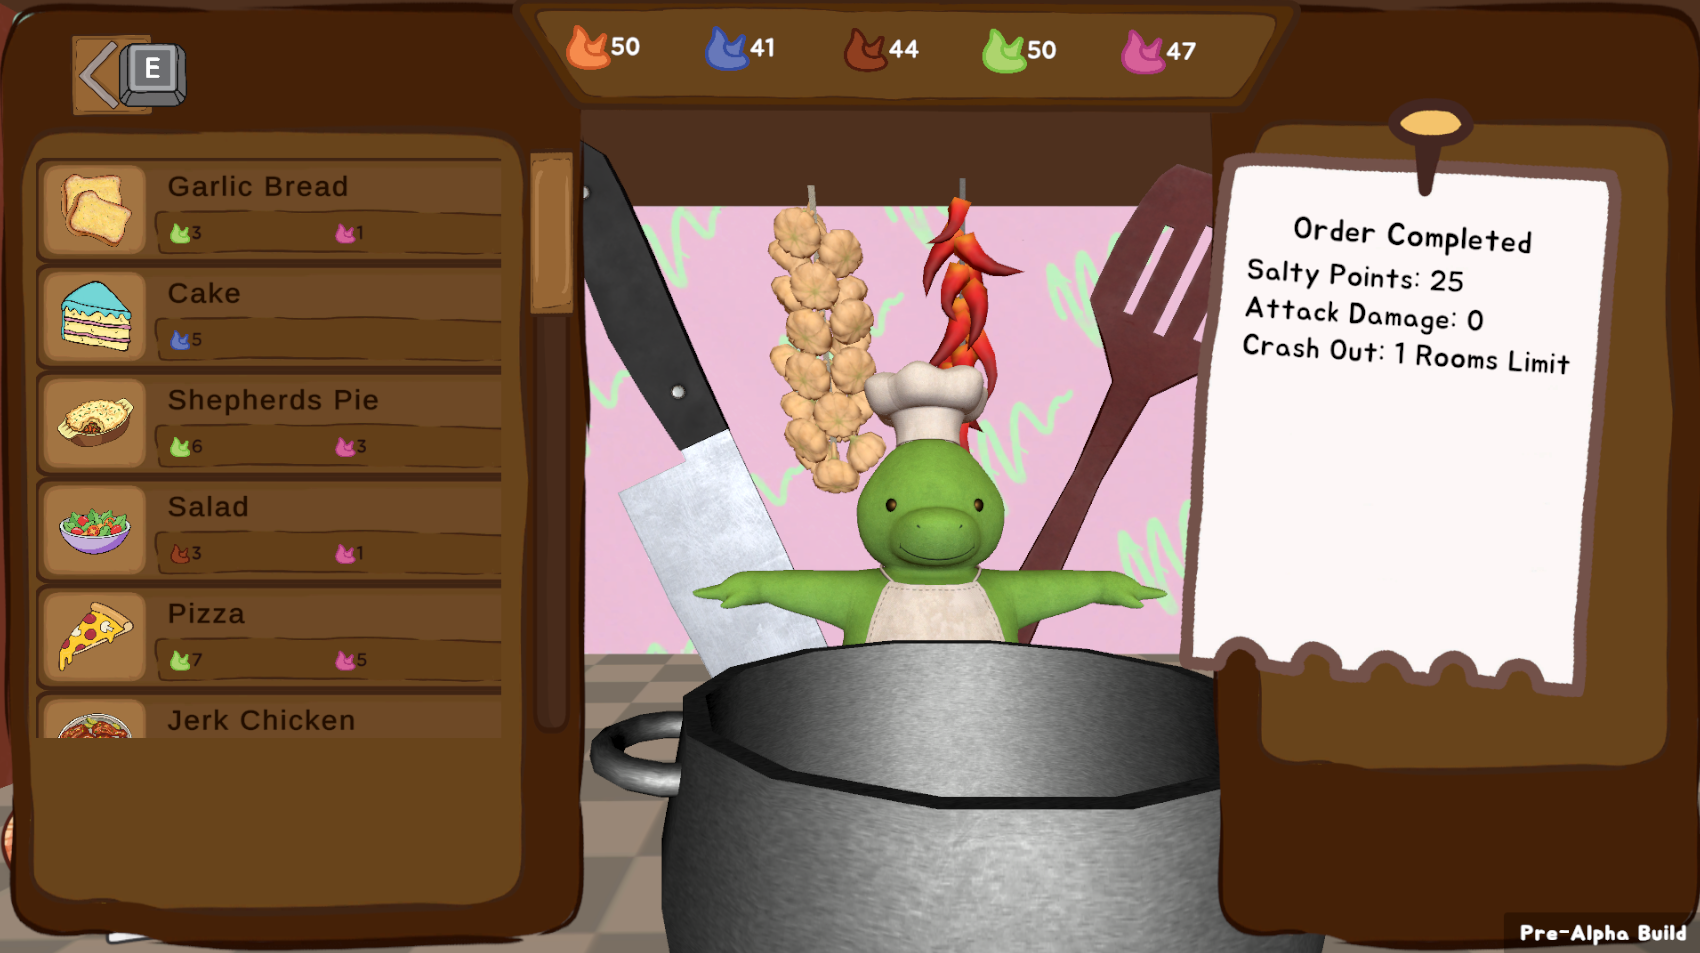 E
50 41 44 50 47
Garlic Bread
3 1
Cake
5
Shepherds Pie
6 3
Salad
3 1
Pizza
7 5
Jerk Chicken
Order Completed
Salty Points: 25
Attack Damage: 0
Crash Out: 1 Rooms Limit
Pre-Alpha Build